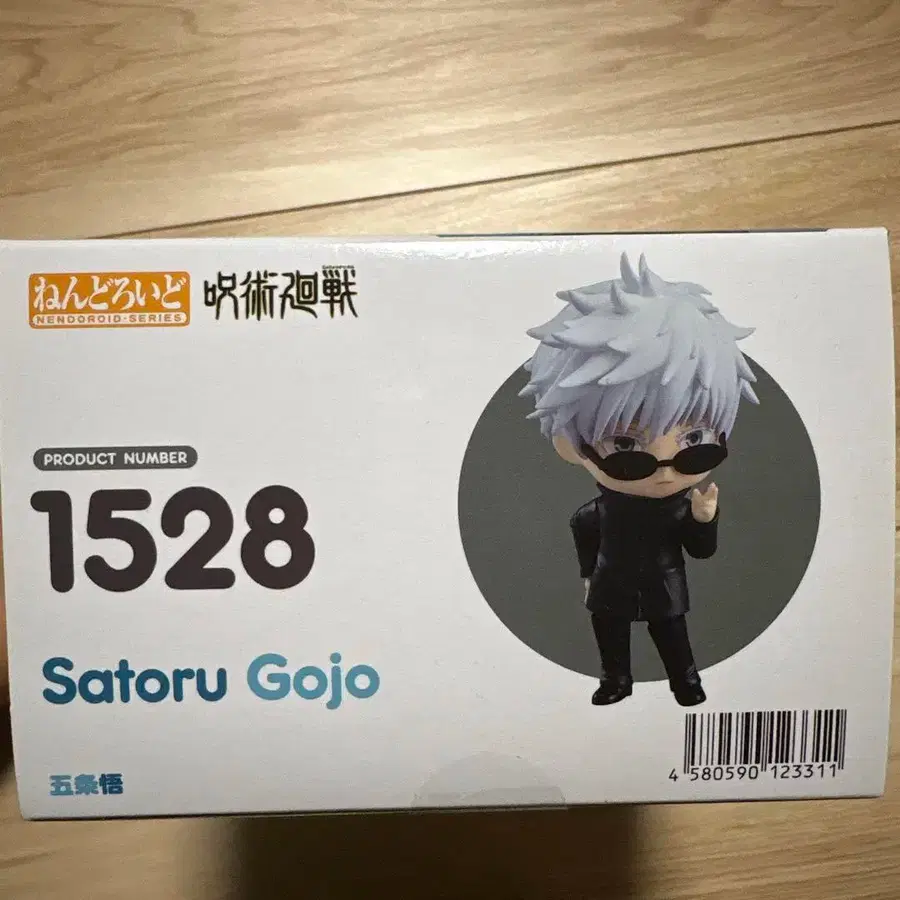 ねんどろいど
NENDOROID·SERIES
呪術廻戦
PRODUCT NUMBER
1528
Satoru Gojo
五条悟
4 580590 123311